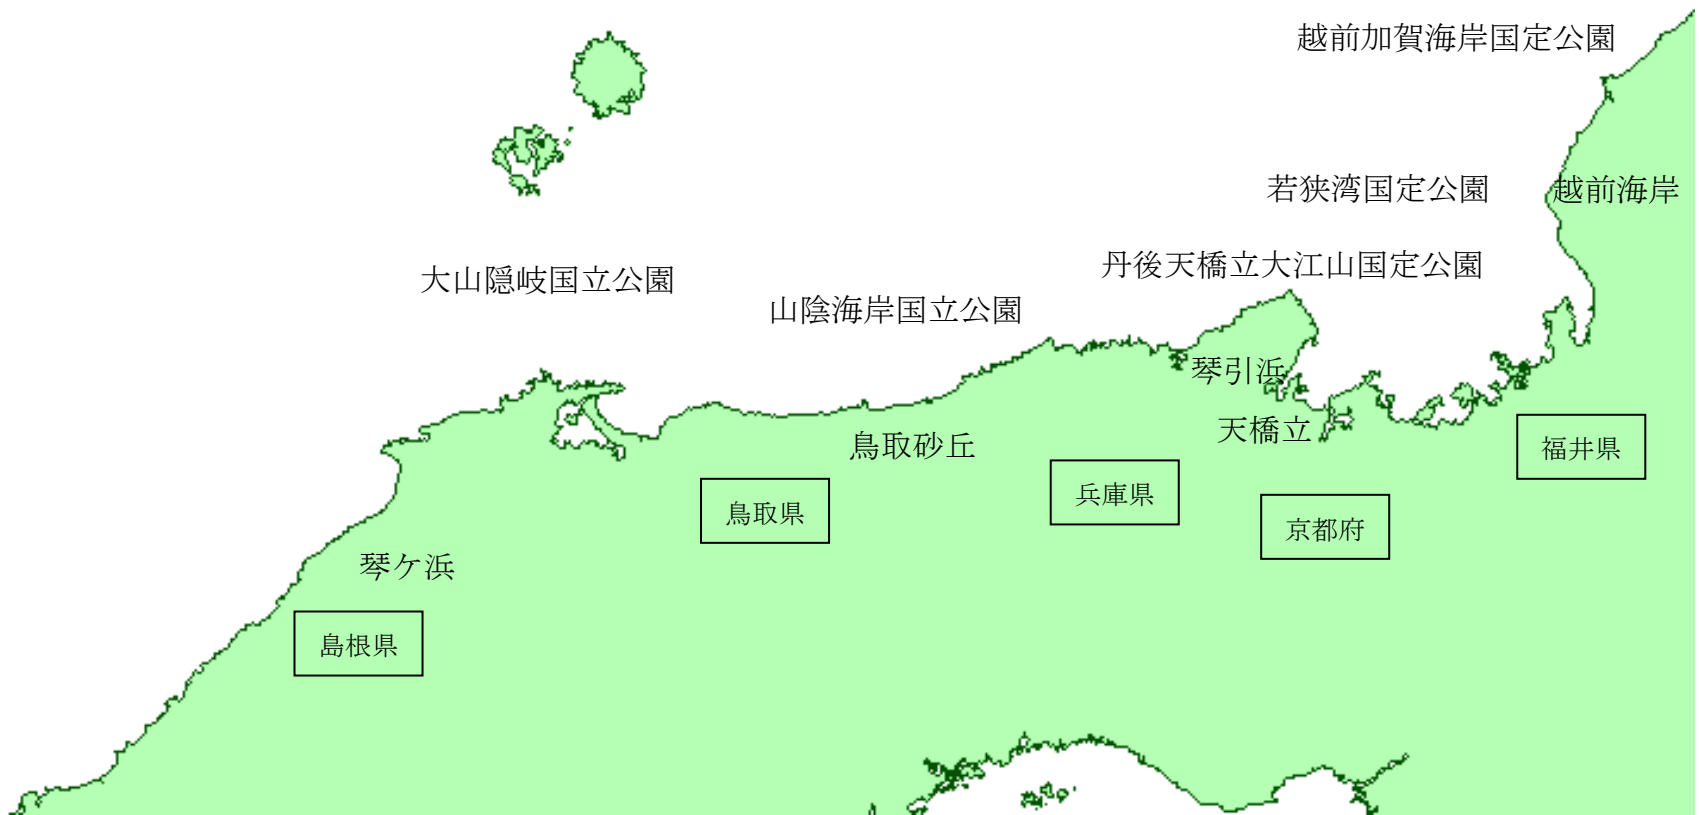 越前加賀海岸国定公園
若狭湾国定公園
越前海岸
丹後天橋立大江山国定公園
大山隠岐国立公園
山陰海岸国立公園
琴引浜
天橋立
鳥取砂丘
福井県
兵庫県
鳥取県
京都府
琴ケ浜
島根県